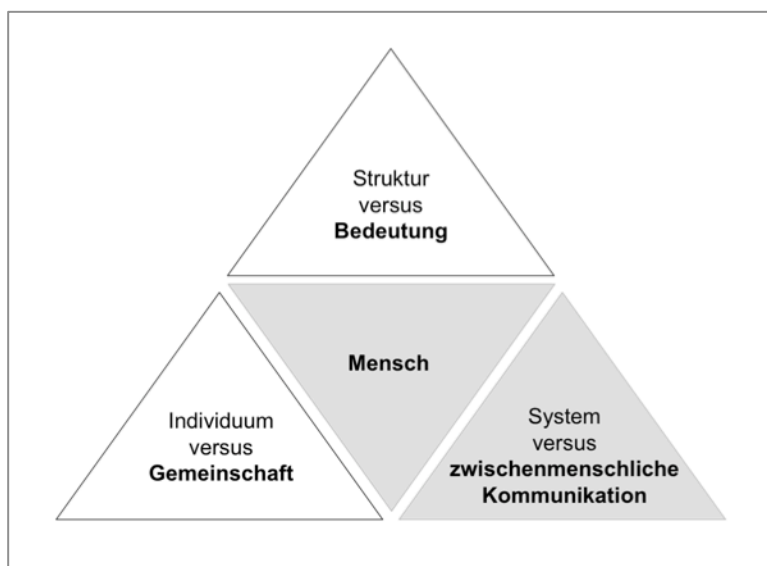 Struktur
versus
Bedeutung
Mensch
Individuum
versus
Gemeinschaft
System
versus
zwischenmenschliche
Kommunikation